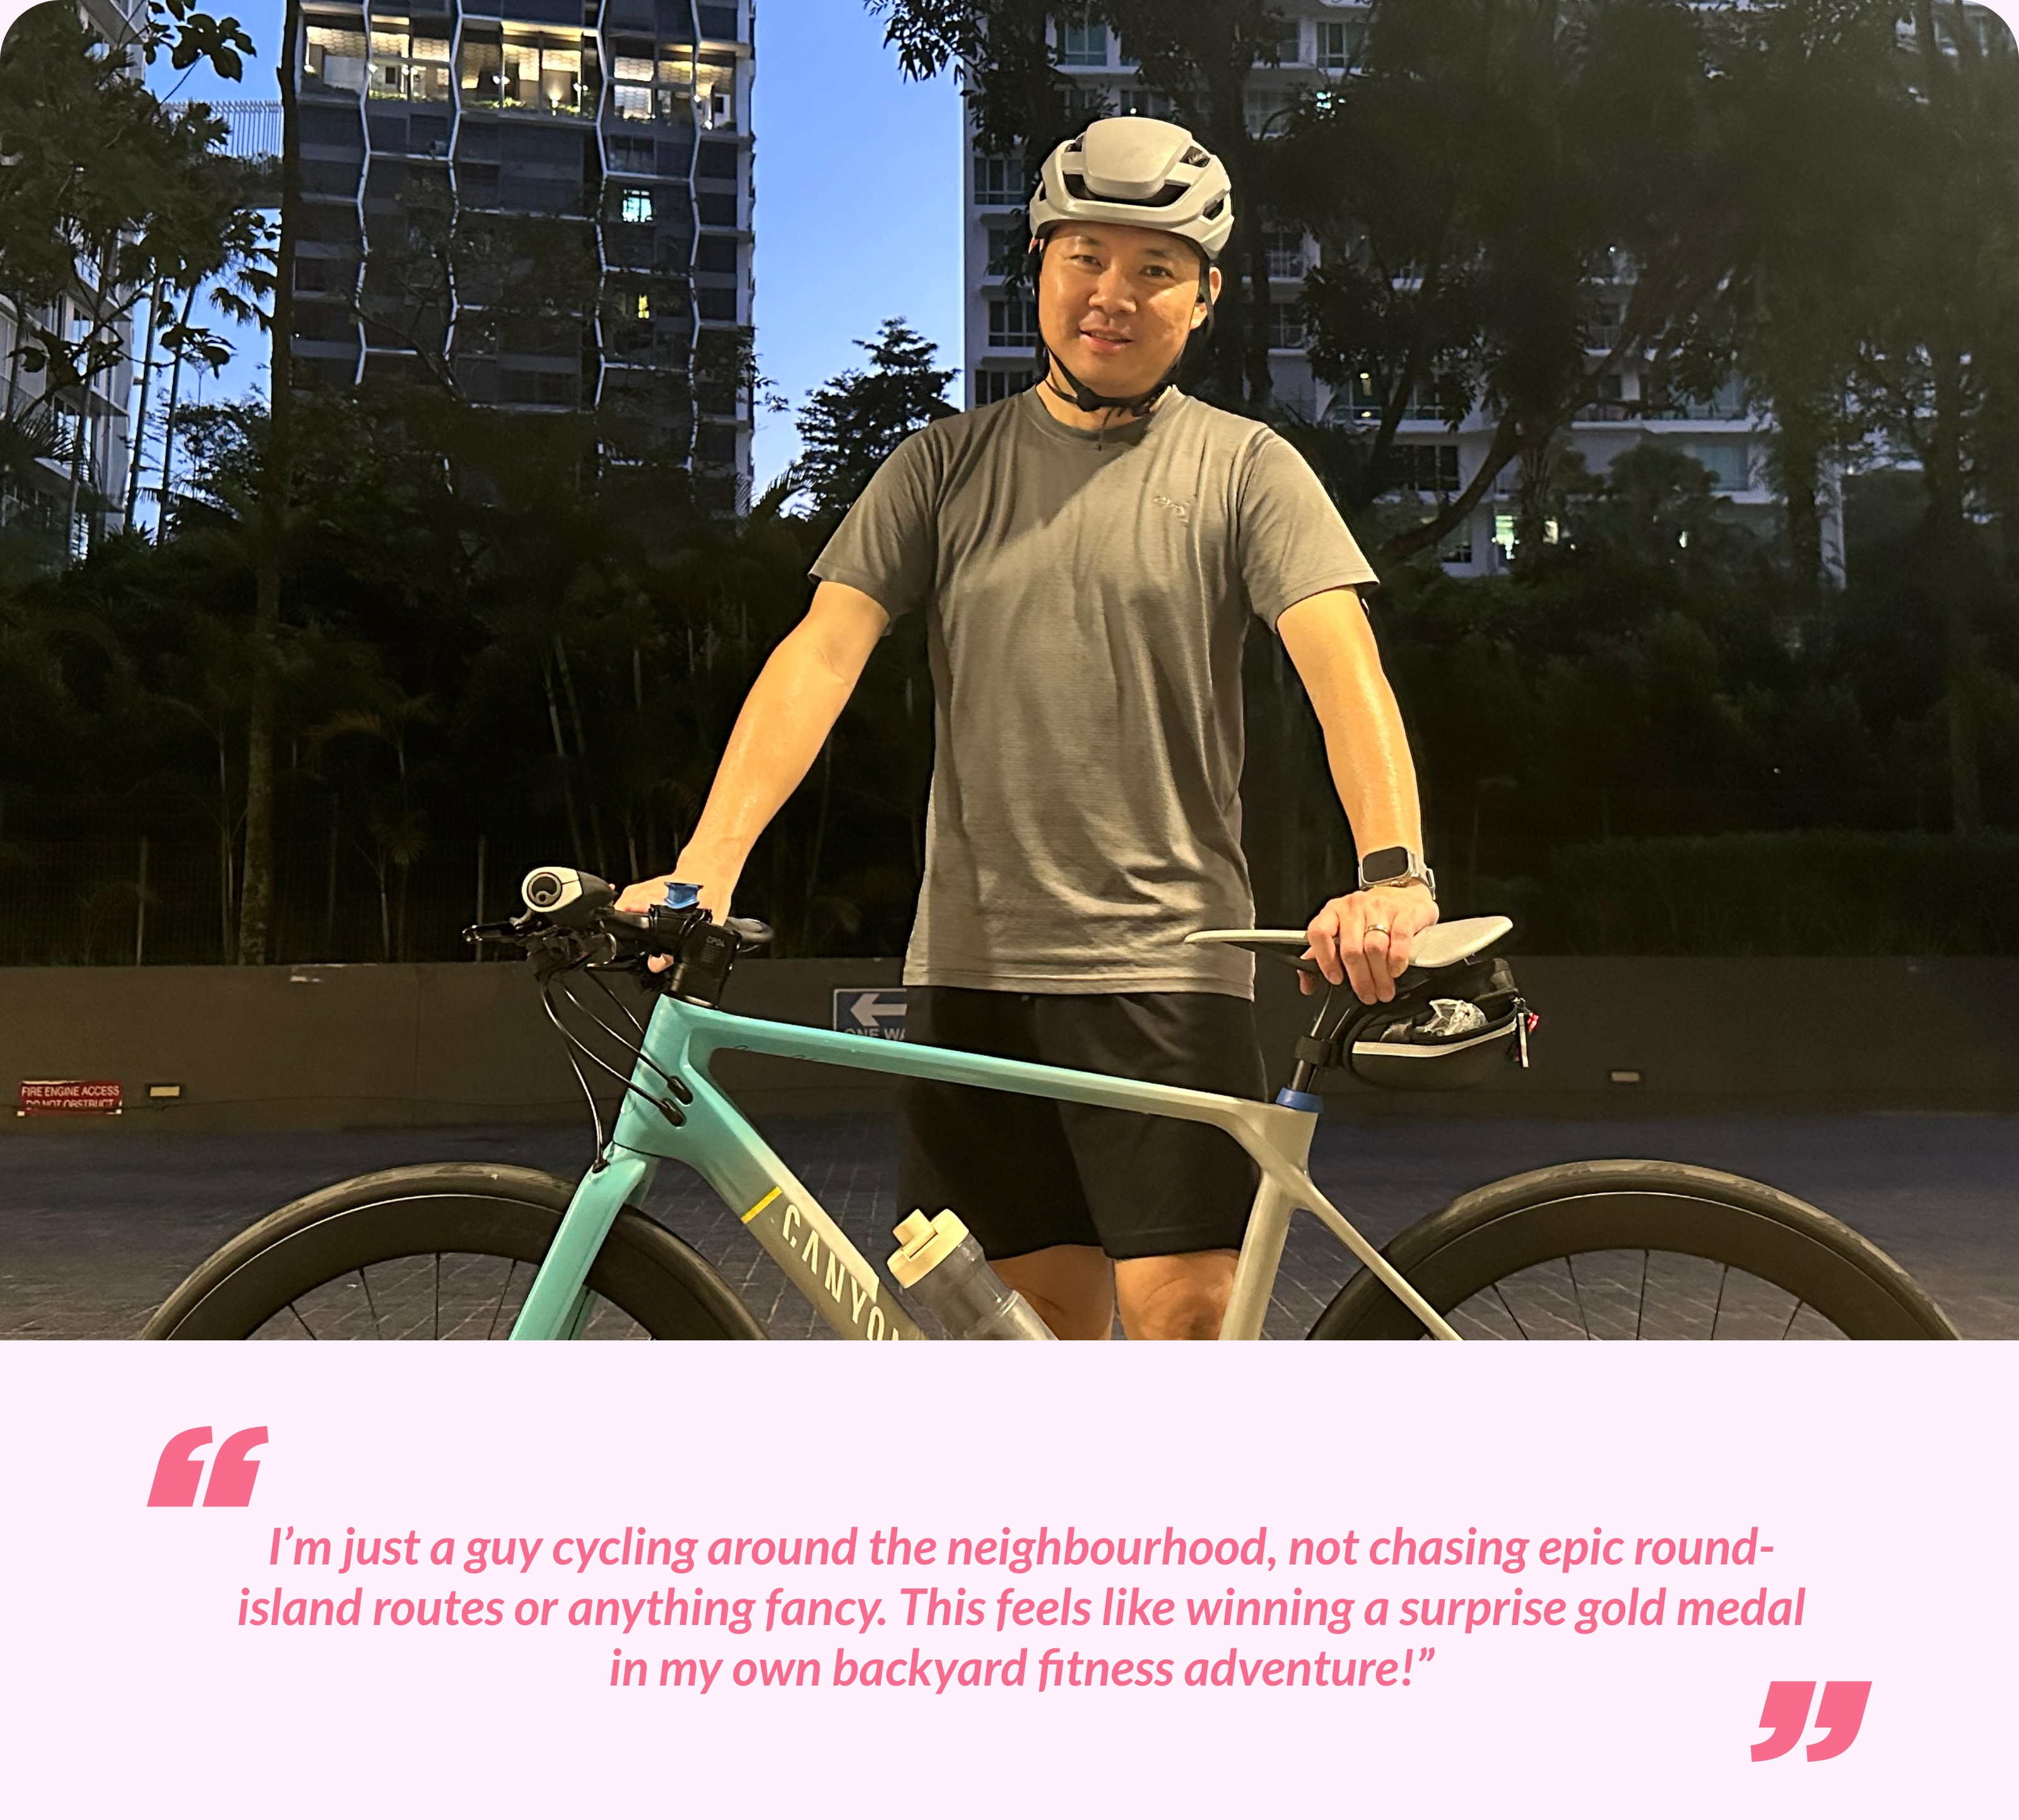 FIRE ENGINE ACCESS
DO NOT OBSTRUCT
ONE
CP04
CANYON
I’m just a guy cycling around the neighbourhood, not chasing epic round-
island routes or anything fancy. This feels like winning a surprise gold medal
in my own backyard fitness adventure!”